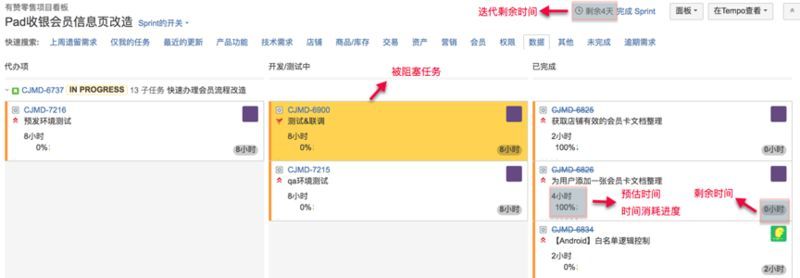 有赞零售项目看板
Pad收银会员信息页改造 Sprint的开关
迭代剩余时间
剩余4天 完成 Sprint 面板 在Tempo查看
快速搜索: 上周遗留需求 仅我的任务 最近的更新 产品功能 技术需求 店铺 商品/库存 交易 资产 营销 会员 权限 数据 其他 未完成 逾期需求
代办项 开发/测试中 已完成
被阻塞任务
CJMD-6737 IN PROGRESS 13 子任务 快速办理会员流程改造
CJMD-7216
预发环境测试
8小时
0%
8小时
CJMD-6900
测试&联调
8小时
0%
8小时
CJMD-7215
qa环境测试
8小时
0%
8小时
CJMD-6825
获取店铺有效的会员卡文档整理
2小时
100%
0小时
CJMD-6826
为用户添加一张会员卡文档整理
4小时
100%
0小时
预估时间
时间消耗进度
剩余时间
CJMD-6834
【Android】白名单逻辑控制
2小时